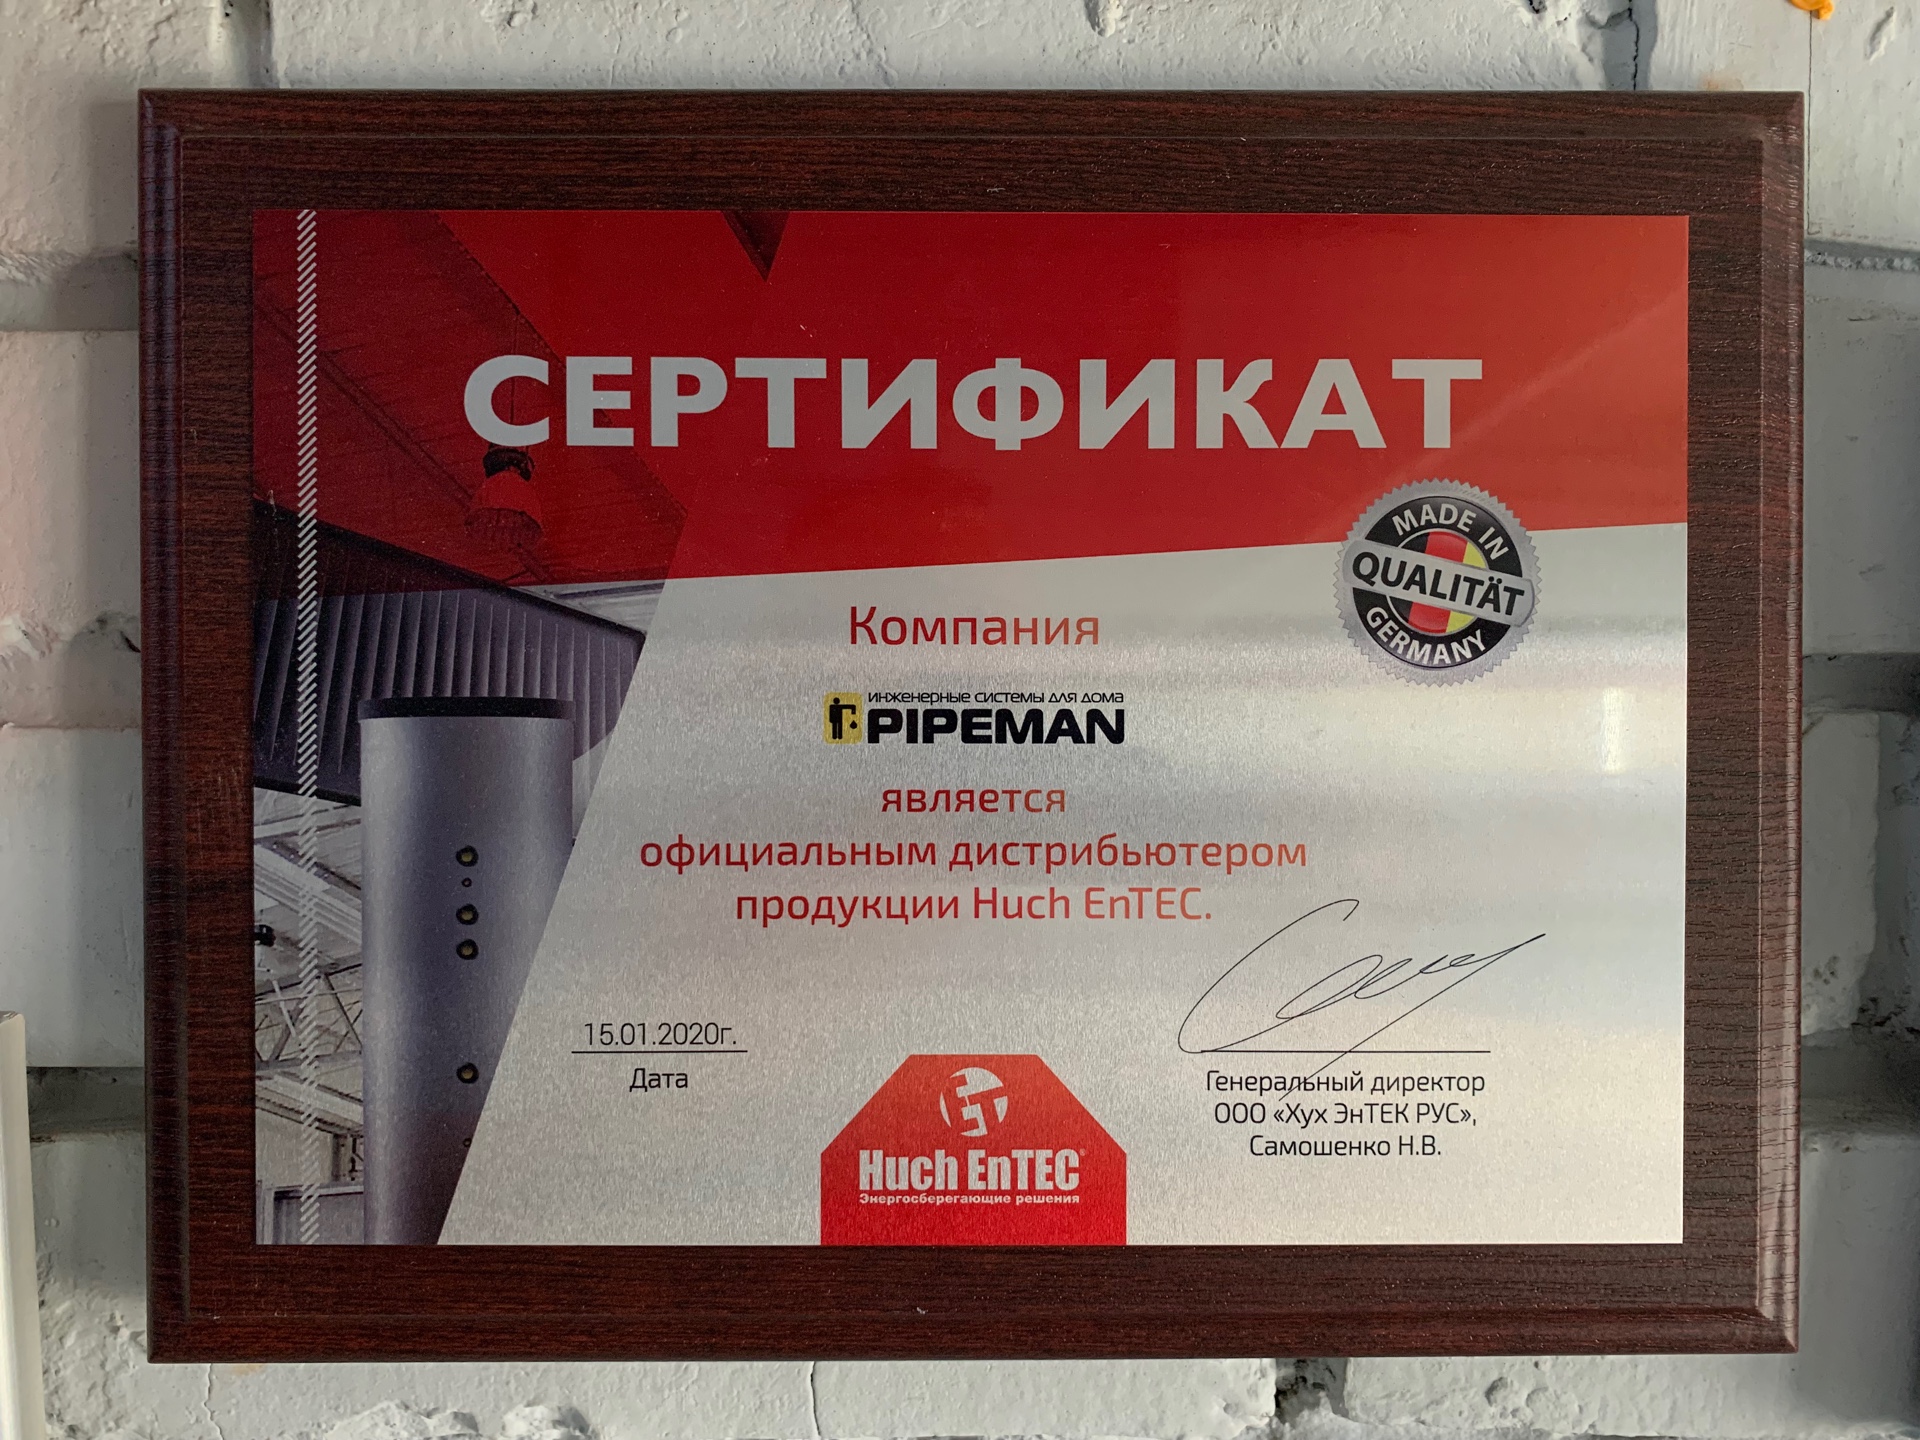 СЕРТИФИКАТ
MADE IN
QUALITÄT
GERMANY
Компания
ИНЖЕНЕРНЫЕ СИСТЕМЫ ДЛЯ ДОМА
PIPEMAN
является
официальным дистрибьютером
продукции Huch EnTEC.
15.01.2020г.
Дата
Генеральный директор
ООО «Хух ЭнТЕК РУС»,
Самошенко Н.В.
Huch EnTEC®
Энергосберегающие решения